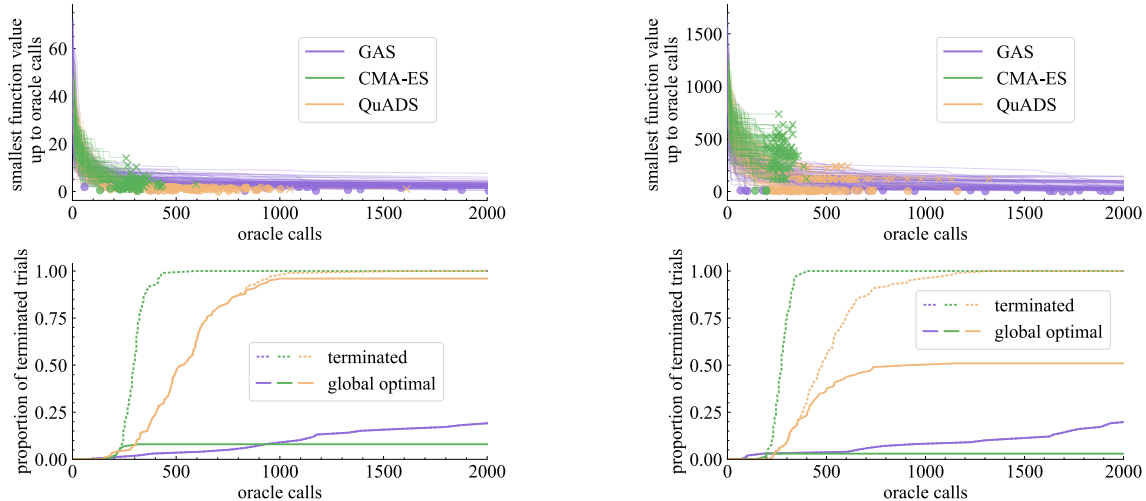 smallest function value
up to oracle calls
60
40
20
0
GAS
CMA-ES
QuADS
0
500
1000
1500
2000
oracle calls
smallest function value
up to oracle calls
1500
1000
500
0
GAS
CMA-ES
QuADS
0
500
1000
1500
2000
oracle calls
proportion of terminated trials
1.00
0.75
0.50
0.25
0.00
terminated
global optimal
0
500
1000
1500
2000
oracle calls
proportion of terminated trials
1.00
0.75
0.50
0.25
0.00
terminated
global optimal
0
500
1000
1500
2000
oracle calls